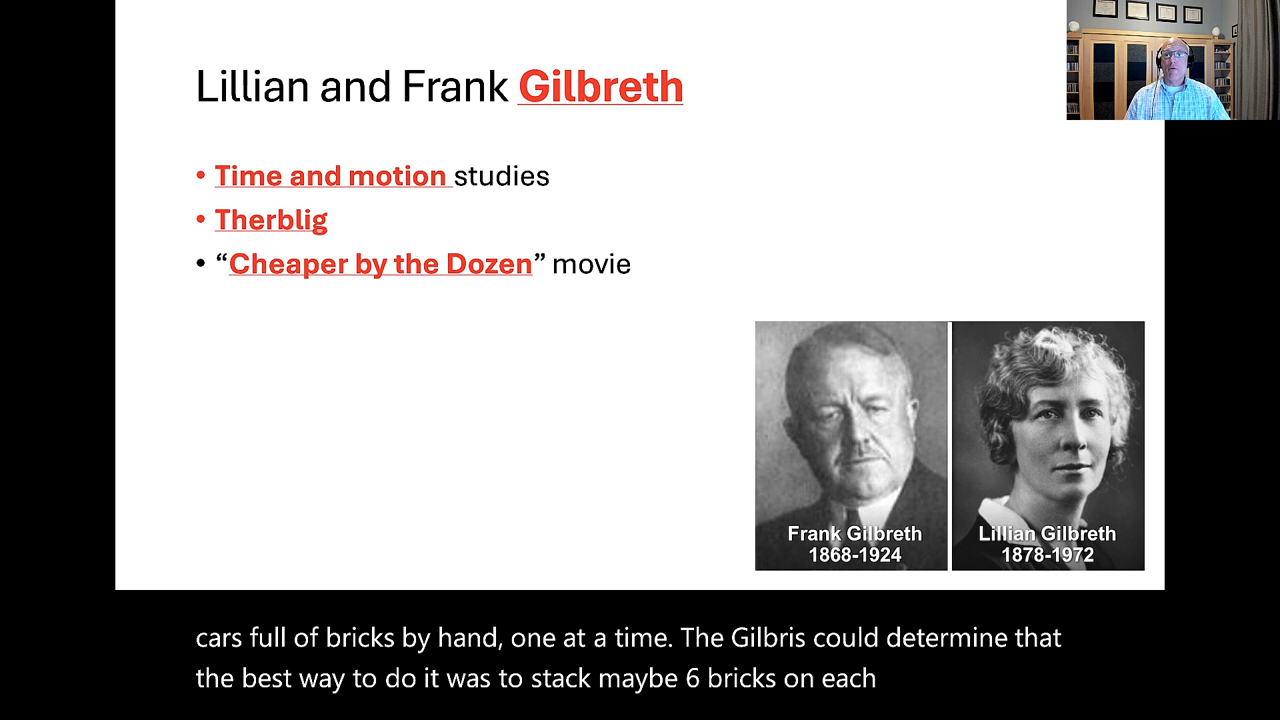 Lillian and Frank Gilbreth
• Time and motion studies
• Therblig
• “Cheaper by the Dozen” movie
Frank Gilbreth
1868-1924
Lillian Gilbreth
1878-1972
cars full of bricks by hand, one at a time. The Gilbris could determine that
the best way to do it was to stack maybe 6 bricks on each